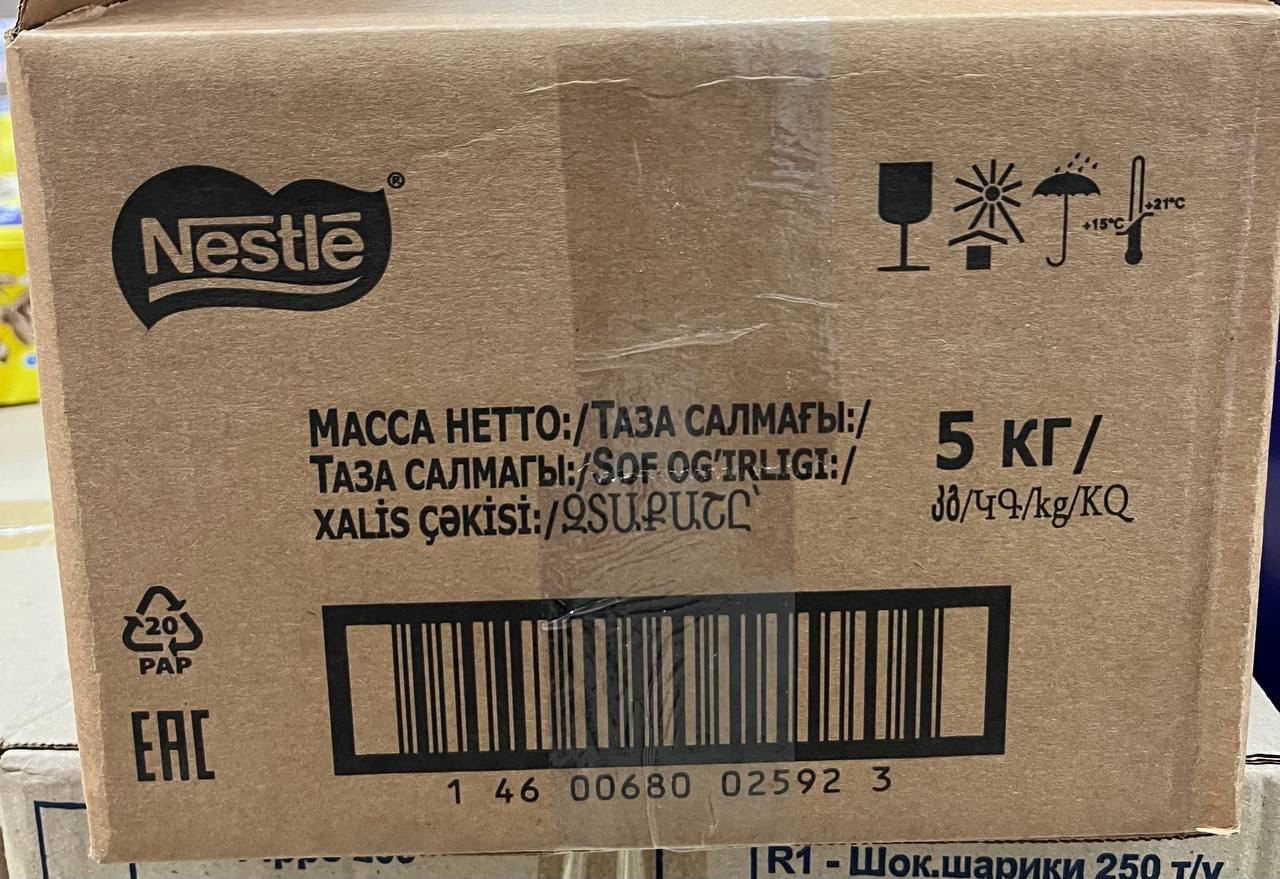 Nestlē®
+15°C +21°C
МАССА НЕТТО:/ТАЗА САЛМАҒЫ:/
ТАЗА САЛМАГЫ:/SOF OG'IRLIGI:/
XALİS ÇƏKİSİ:/ԶՏԱՔԱՇԸ՝
5 КГ/
კგ/ԿԳ/kg/KQ
20
PAP
EAC
1 46 00680 02592 3
R1 - Шок.шарики 250 т/у